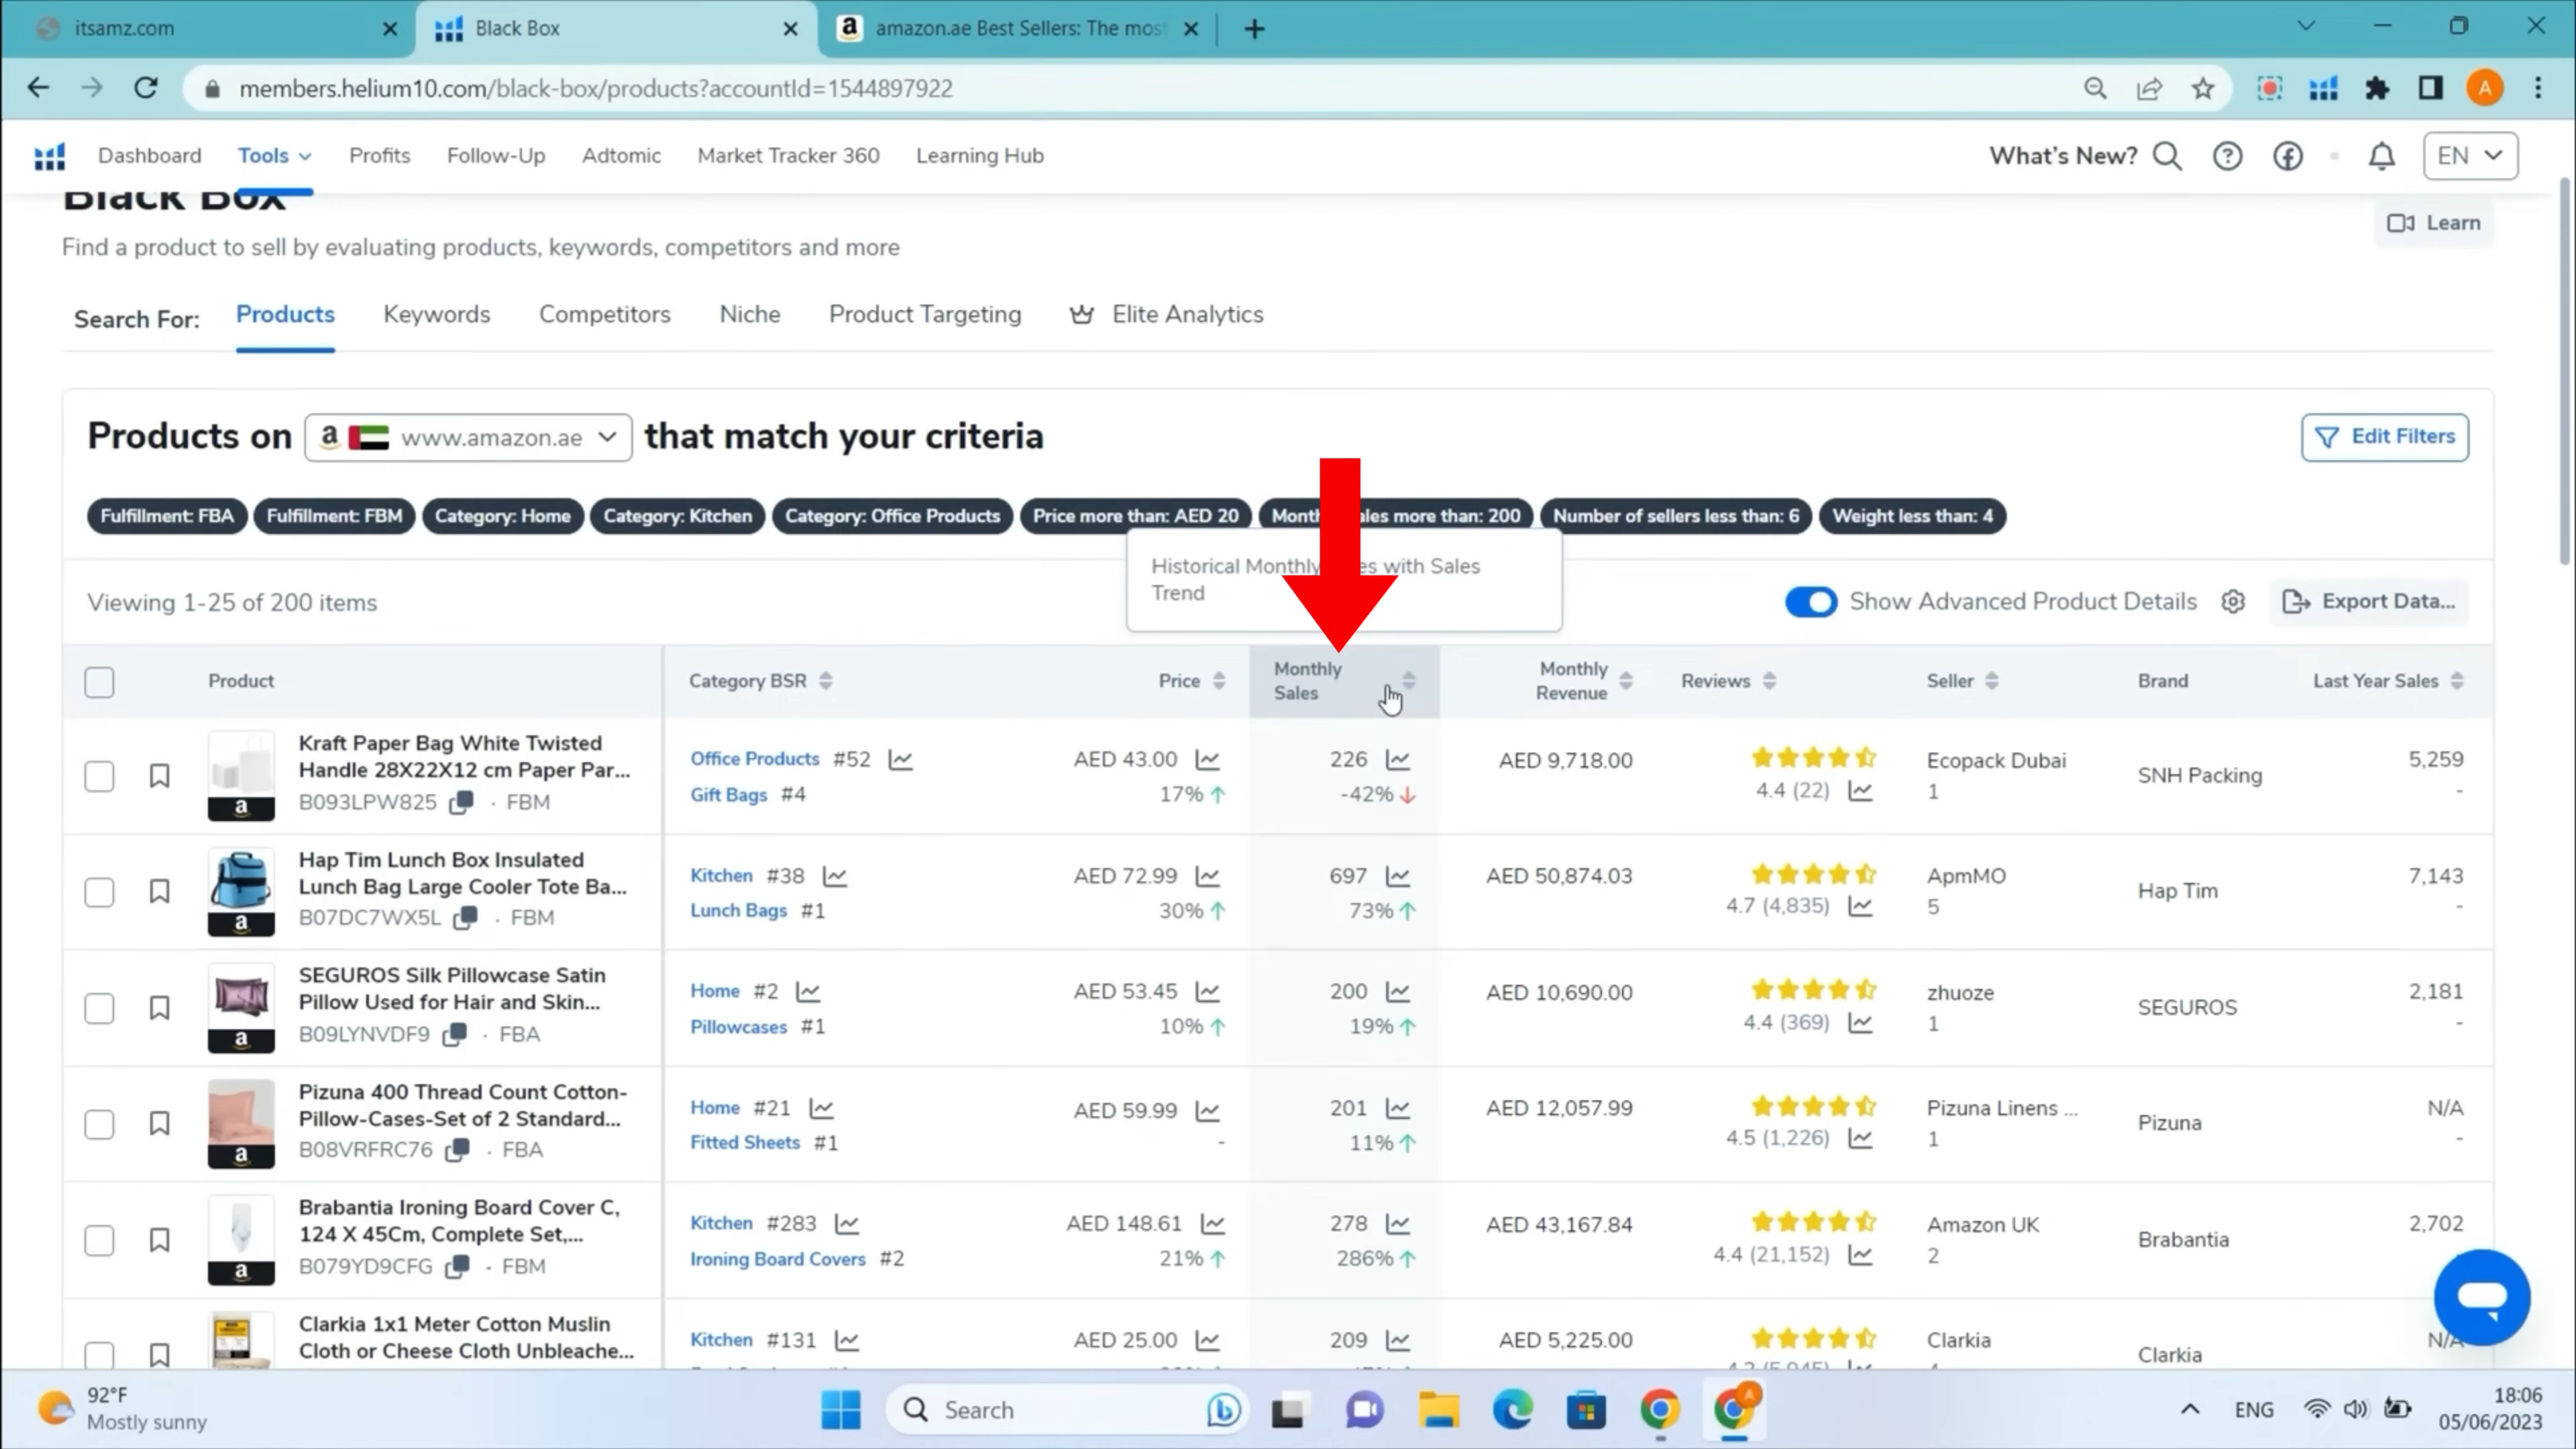 itsamz.com
Black Box
amazon.ae Best Sellers: The most
members.helium10.com/black-box/products?accountId=1544897922
A
Dashboard
Tools
Profits
Follow-Up
Adtomic
Market Tracker 360
Learning Hub
What's New?
EN
Black Box
Learn
Find a product to sell by evaluating products, keywords, competitors and more
Search For:
Products
Keywords
Competitors
Niche
Product Targeting
Elite Analytics
Products on
www.amazon.ae
that match your criteria
Edit Filters
Fulfillment: FBA
Fulfillment: FBM
Category: Home
Category: Kitchen
Category: Office Products
Price more than: AED 20
more than: 200
Number of sellers less than: 6
Weight less than: 4
Historical Monthly with Sales
Trend
Viewing 1-25 of 200 items
Show Advanced Product Details
Export Data...
Product
Category BSR
Price
Monthly
Sales
Monthly
Revenue
Reviews
Seller
Brand
Last Year Sales
Kraft Paper Bag White Twisted
Handle 28X22X12 cm Paper Par...
B093LPW825 · FBM
Office Products #52
Gift Bags #4
AED 43.00
17%
226
-42%
AED 9,718.00
4.4 (22)
Ecopack Dubai
1
SNH Packing
5,259
-
Hap Tim Lunch Box Insulated
Lunch Bag Large Cooler Tote Ba...
B07DC7WX5L · FBM
Kitchen #38
Lunch Bags #1
AED 72.99
30%
697
73%
AED 50,874.03
4.7 (4,835)
ApmMO
5
Hap Tim
7,143
-
SEGUROS Silk Pillowcase Satin
Pillow Used for Hair and Skin...
B09LYNVDF9 · FBA
Home #2
Pillowcases #1
AED 53.45
10%
200
19%
AED 10,690.00
4.4 (369)
zhuoze
1
SEGUROS
2,181
-
Pizuna 400 Thread Count Cotton-
Pillow-Cases-Set of 2 Standard...
B08VRFRC76 · FBA
Home #21
Fitted Sheets #1
AED 59.99
-
201
11%
AED 12,057.99
4.5 (1,226)
Pizuna Linens ...
1
Pizuna
N/A
-
Brabantia Ironing Board Cover C,
124 X 45Cm, Complete Set,...
B079YD9CFG · FBM
Kitchen #283
Ironing Board Covers #2
AED 148.61
21%
278
286%
AED 43,167.84
4.4 (21,152)
Amazon UK
2
Brabantia
2,702
Clarkia 1x1 Meter Cotton Muslin
Cloth or Cheese Cloth Unbleache...
Kitchen #131
AED 25.00
209
AED 5,225.00
Clarkia
Clarkia
N/A
92°F
Mostly sunny
Search
A
ENG
18:06
05/06/2023